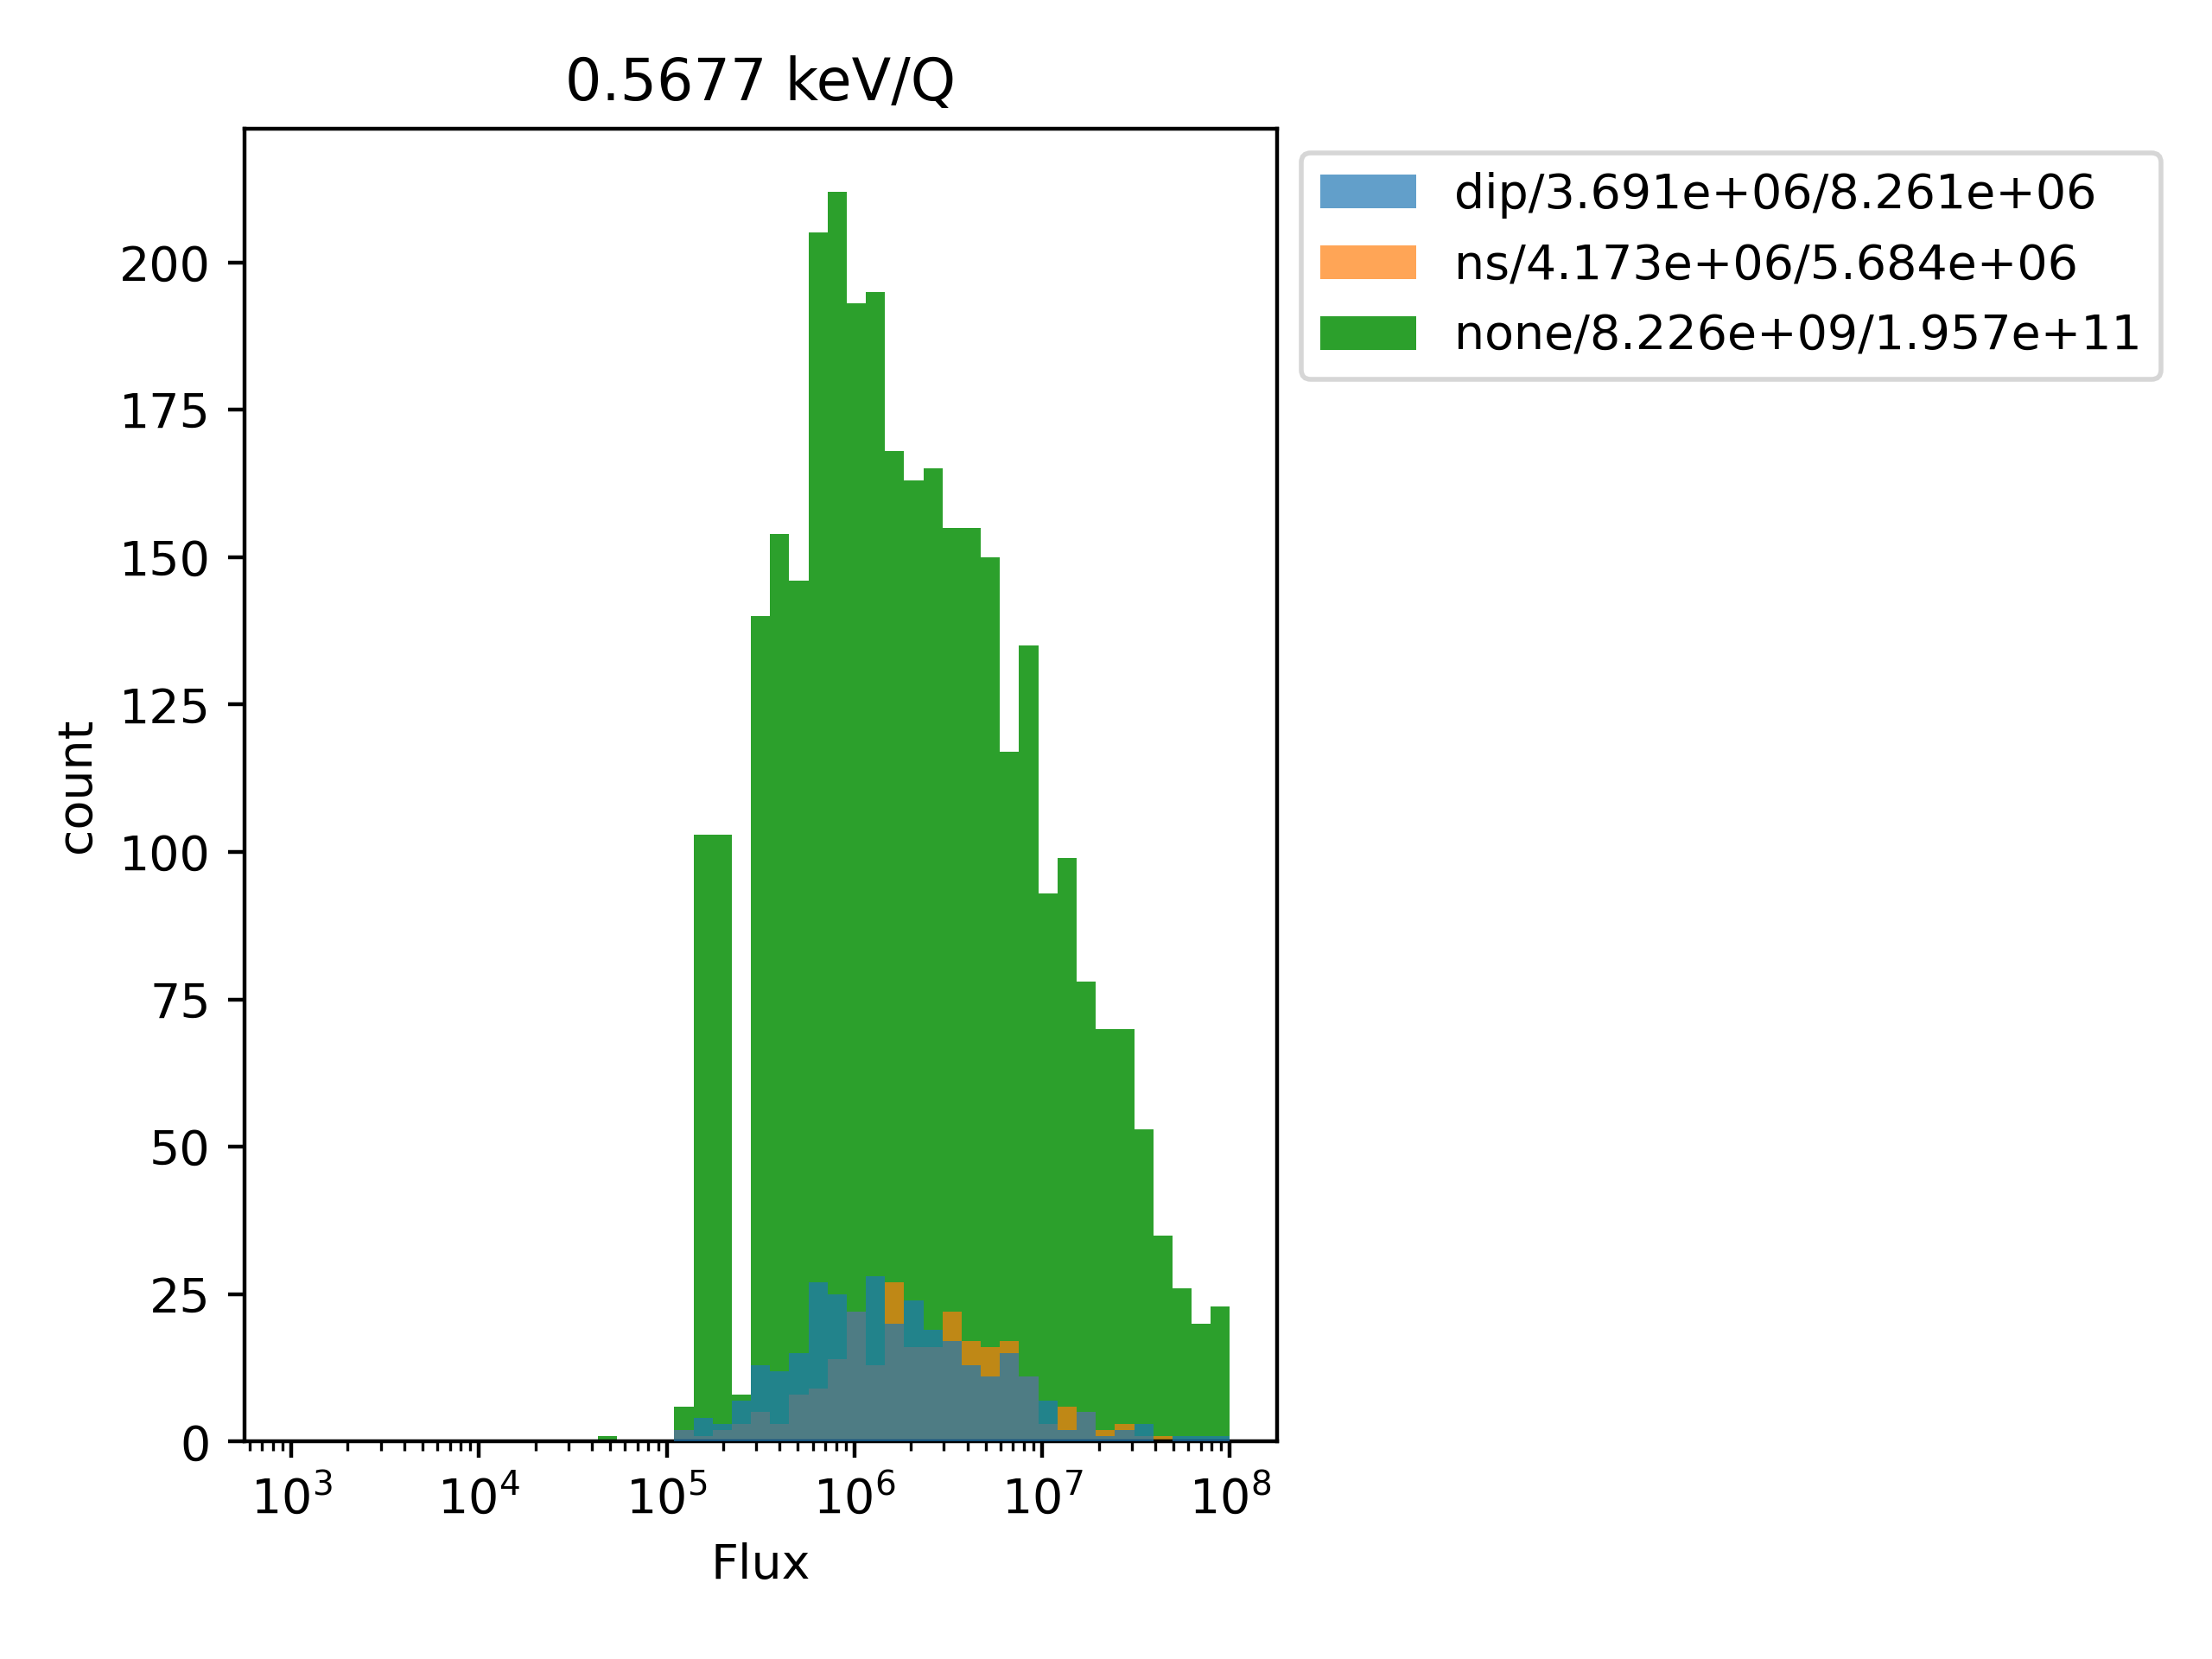 0.5677 keV/Q
dip/3.691e+06/8.261e+06
ns/4.173e+06/5.684e+06
none/8.226e+09/1.957e+11
200
175
150
125
100
75
50
25
0
count
10³ 10⁴ 10⁵ 10⁶ 10⁷ 10⁸
Flux